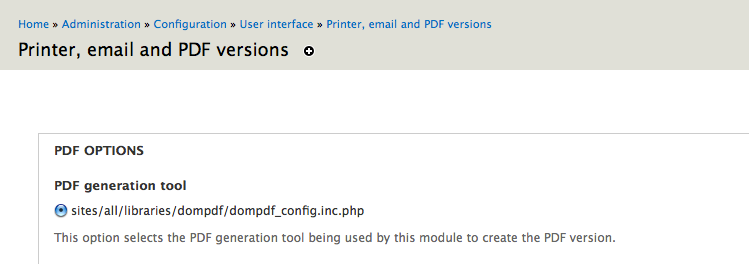 Home » Administration » Configuration » User interface » Printer, email and PDF versions
Printer, email and PDF versions
PDF OPTIONS
PDF generation tool
sites/all/libraries/dompdf/dompdf_config.inc.php
This option selects the PDF generation tool being used by this module to create the PDF version.